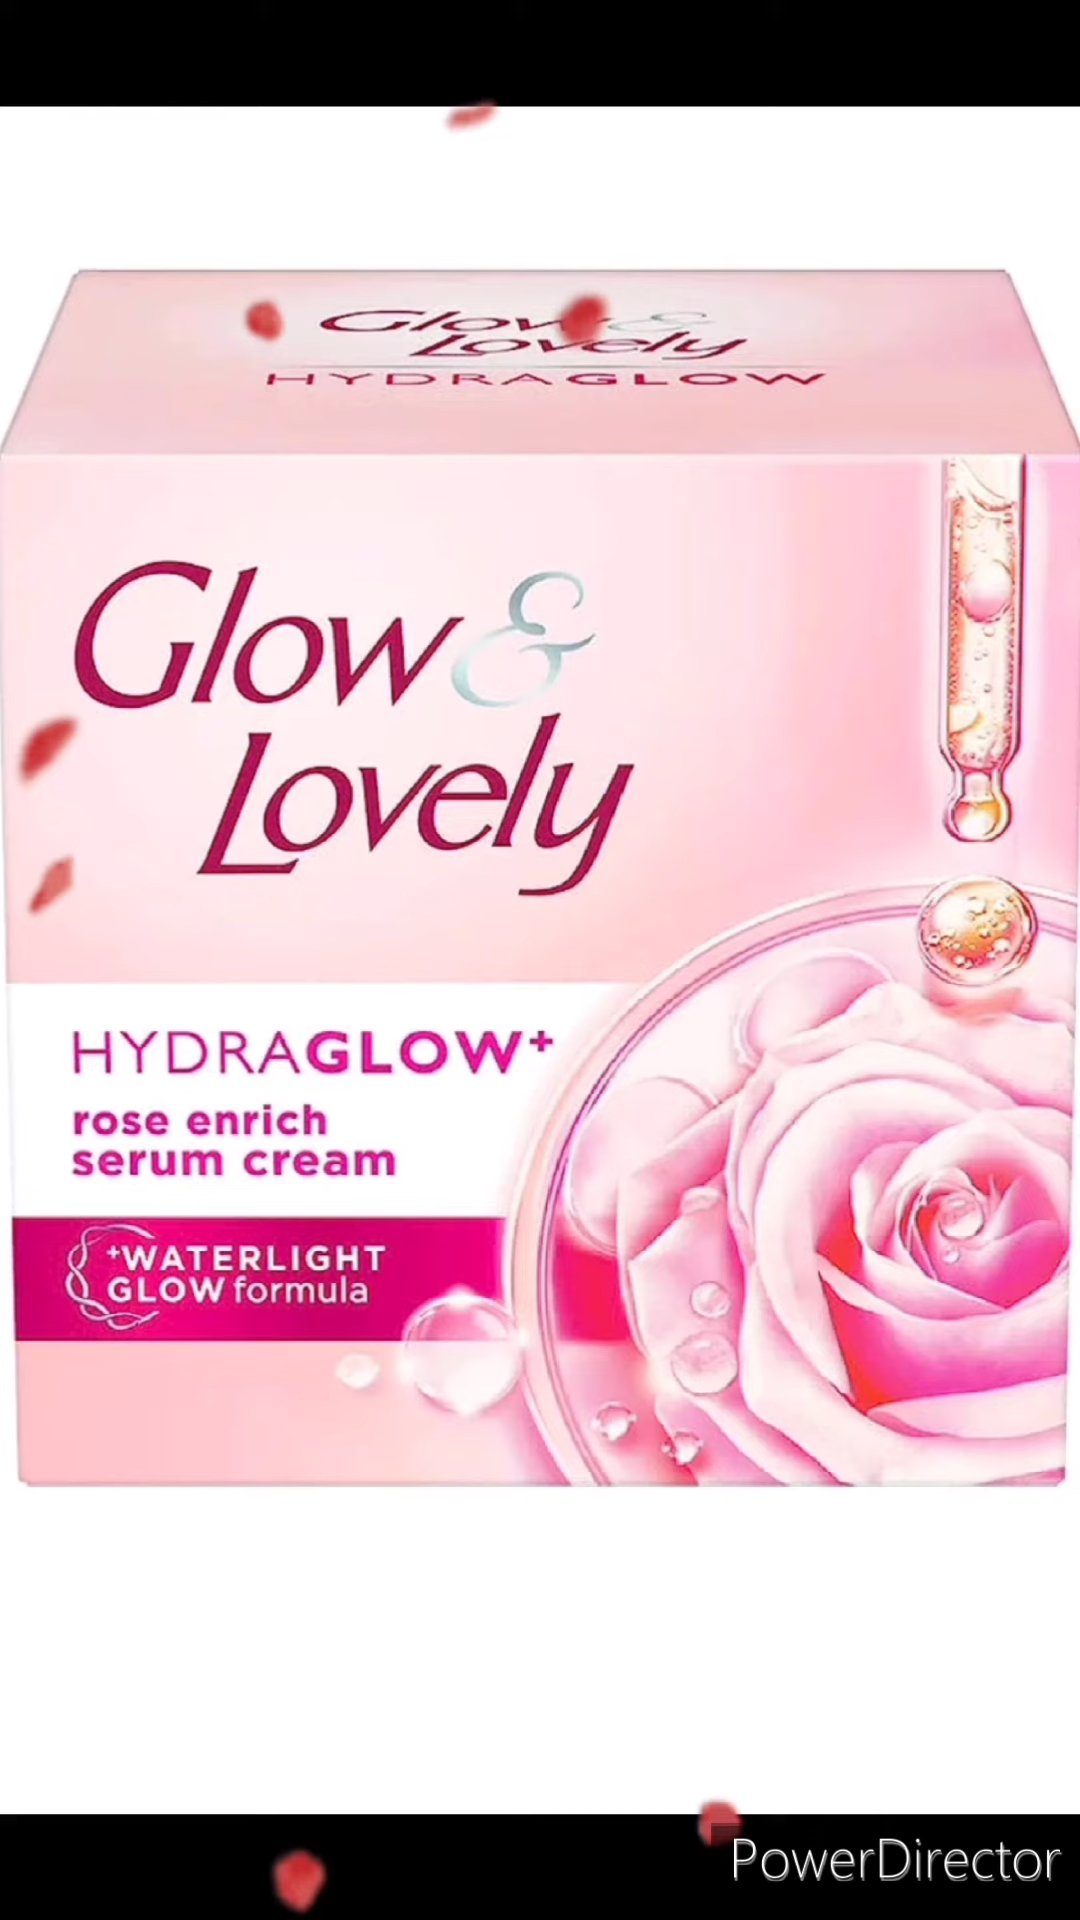 Glow &
Lovely
HYDRAGLOW
Glow &
Lovely
HYDRAGLOW+
rose enrich
serum cream
+WATERLIGHT
GLOW formula
PowerDirector